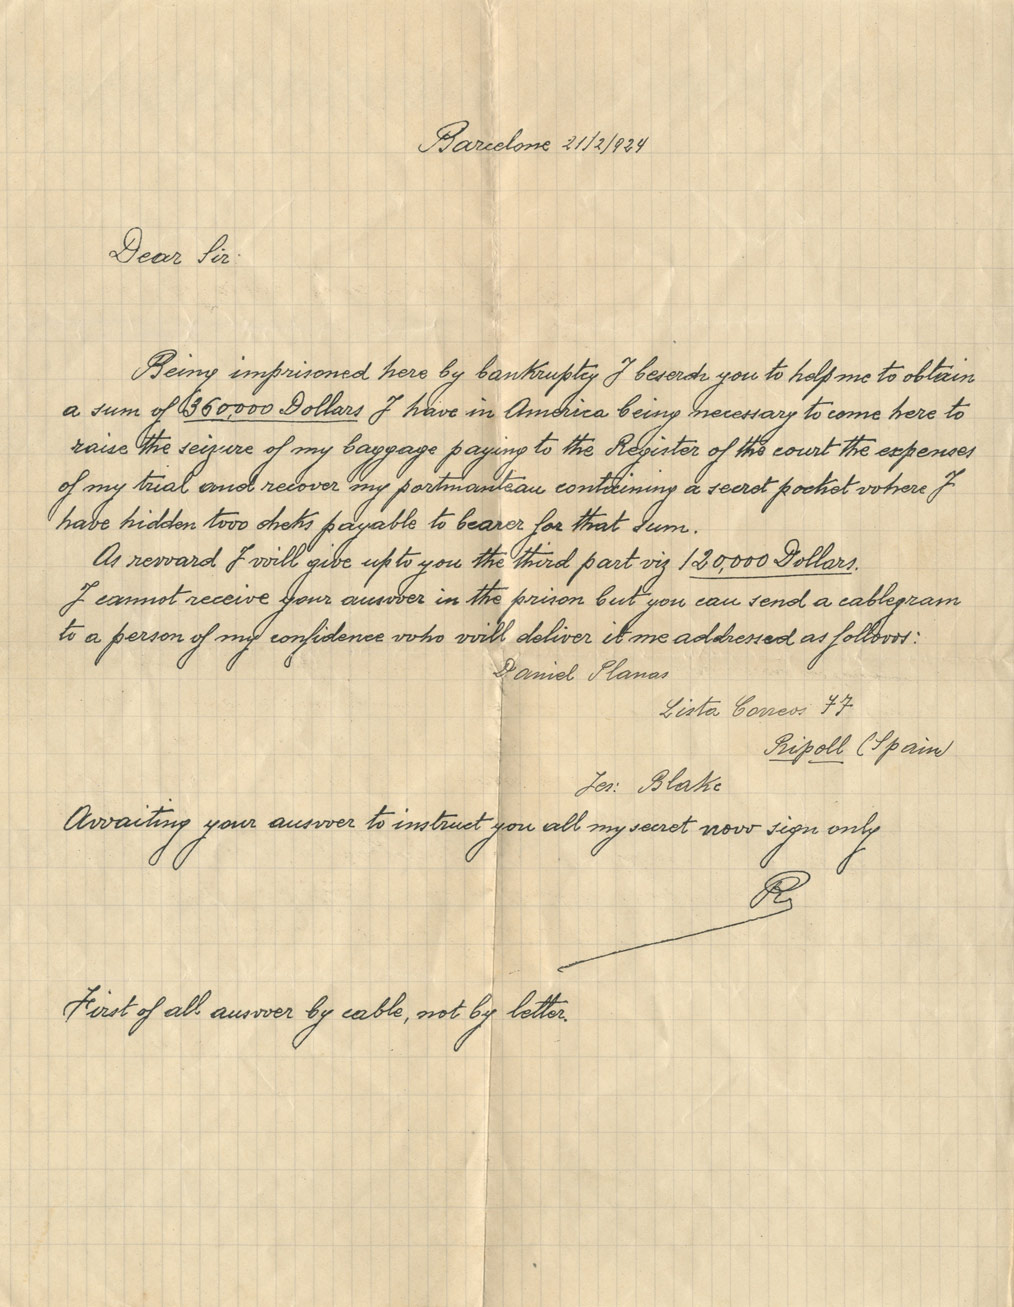 Barcelone 21/2/924
Dear Sir.
Being imprisoned here by bankruptcy I beserch you to help me to obtain
a sum of 360,000 Dollars I have in America being necessary to come here to
raise the seizure of my baggage paying to the Register of the court the expenses
of my trial and recover my portmanteau containing a secret pocket vvhere I
have hidden tvvo cheks payable to bearer for that sum.
As revvard I vvill give up to you the third part viz 120,000 Dollars.
I cannot receive your ansvver in the prison but you can send a cablegram
to a person of my confidence vvho vvill deliver it me addressed as follovvs:
Daniel Planas
Lista Correos 77
Ripoll (Spain)
Blake
Avvaiting your ansvver to instruct you all my secret novv sign only
R
First of all ansvver by cable, not by letter.